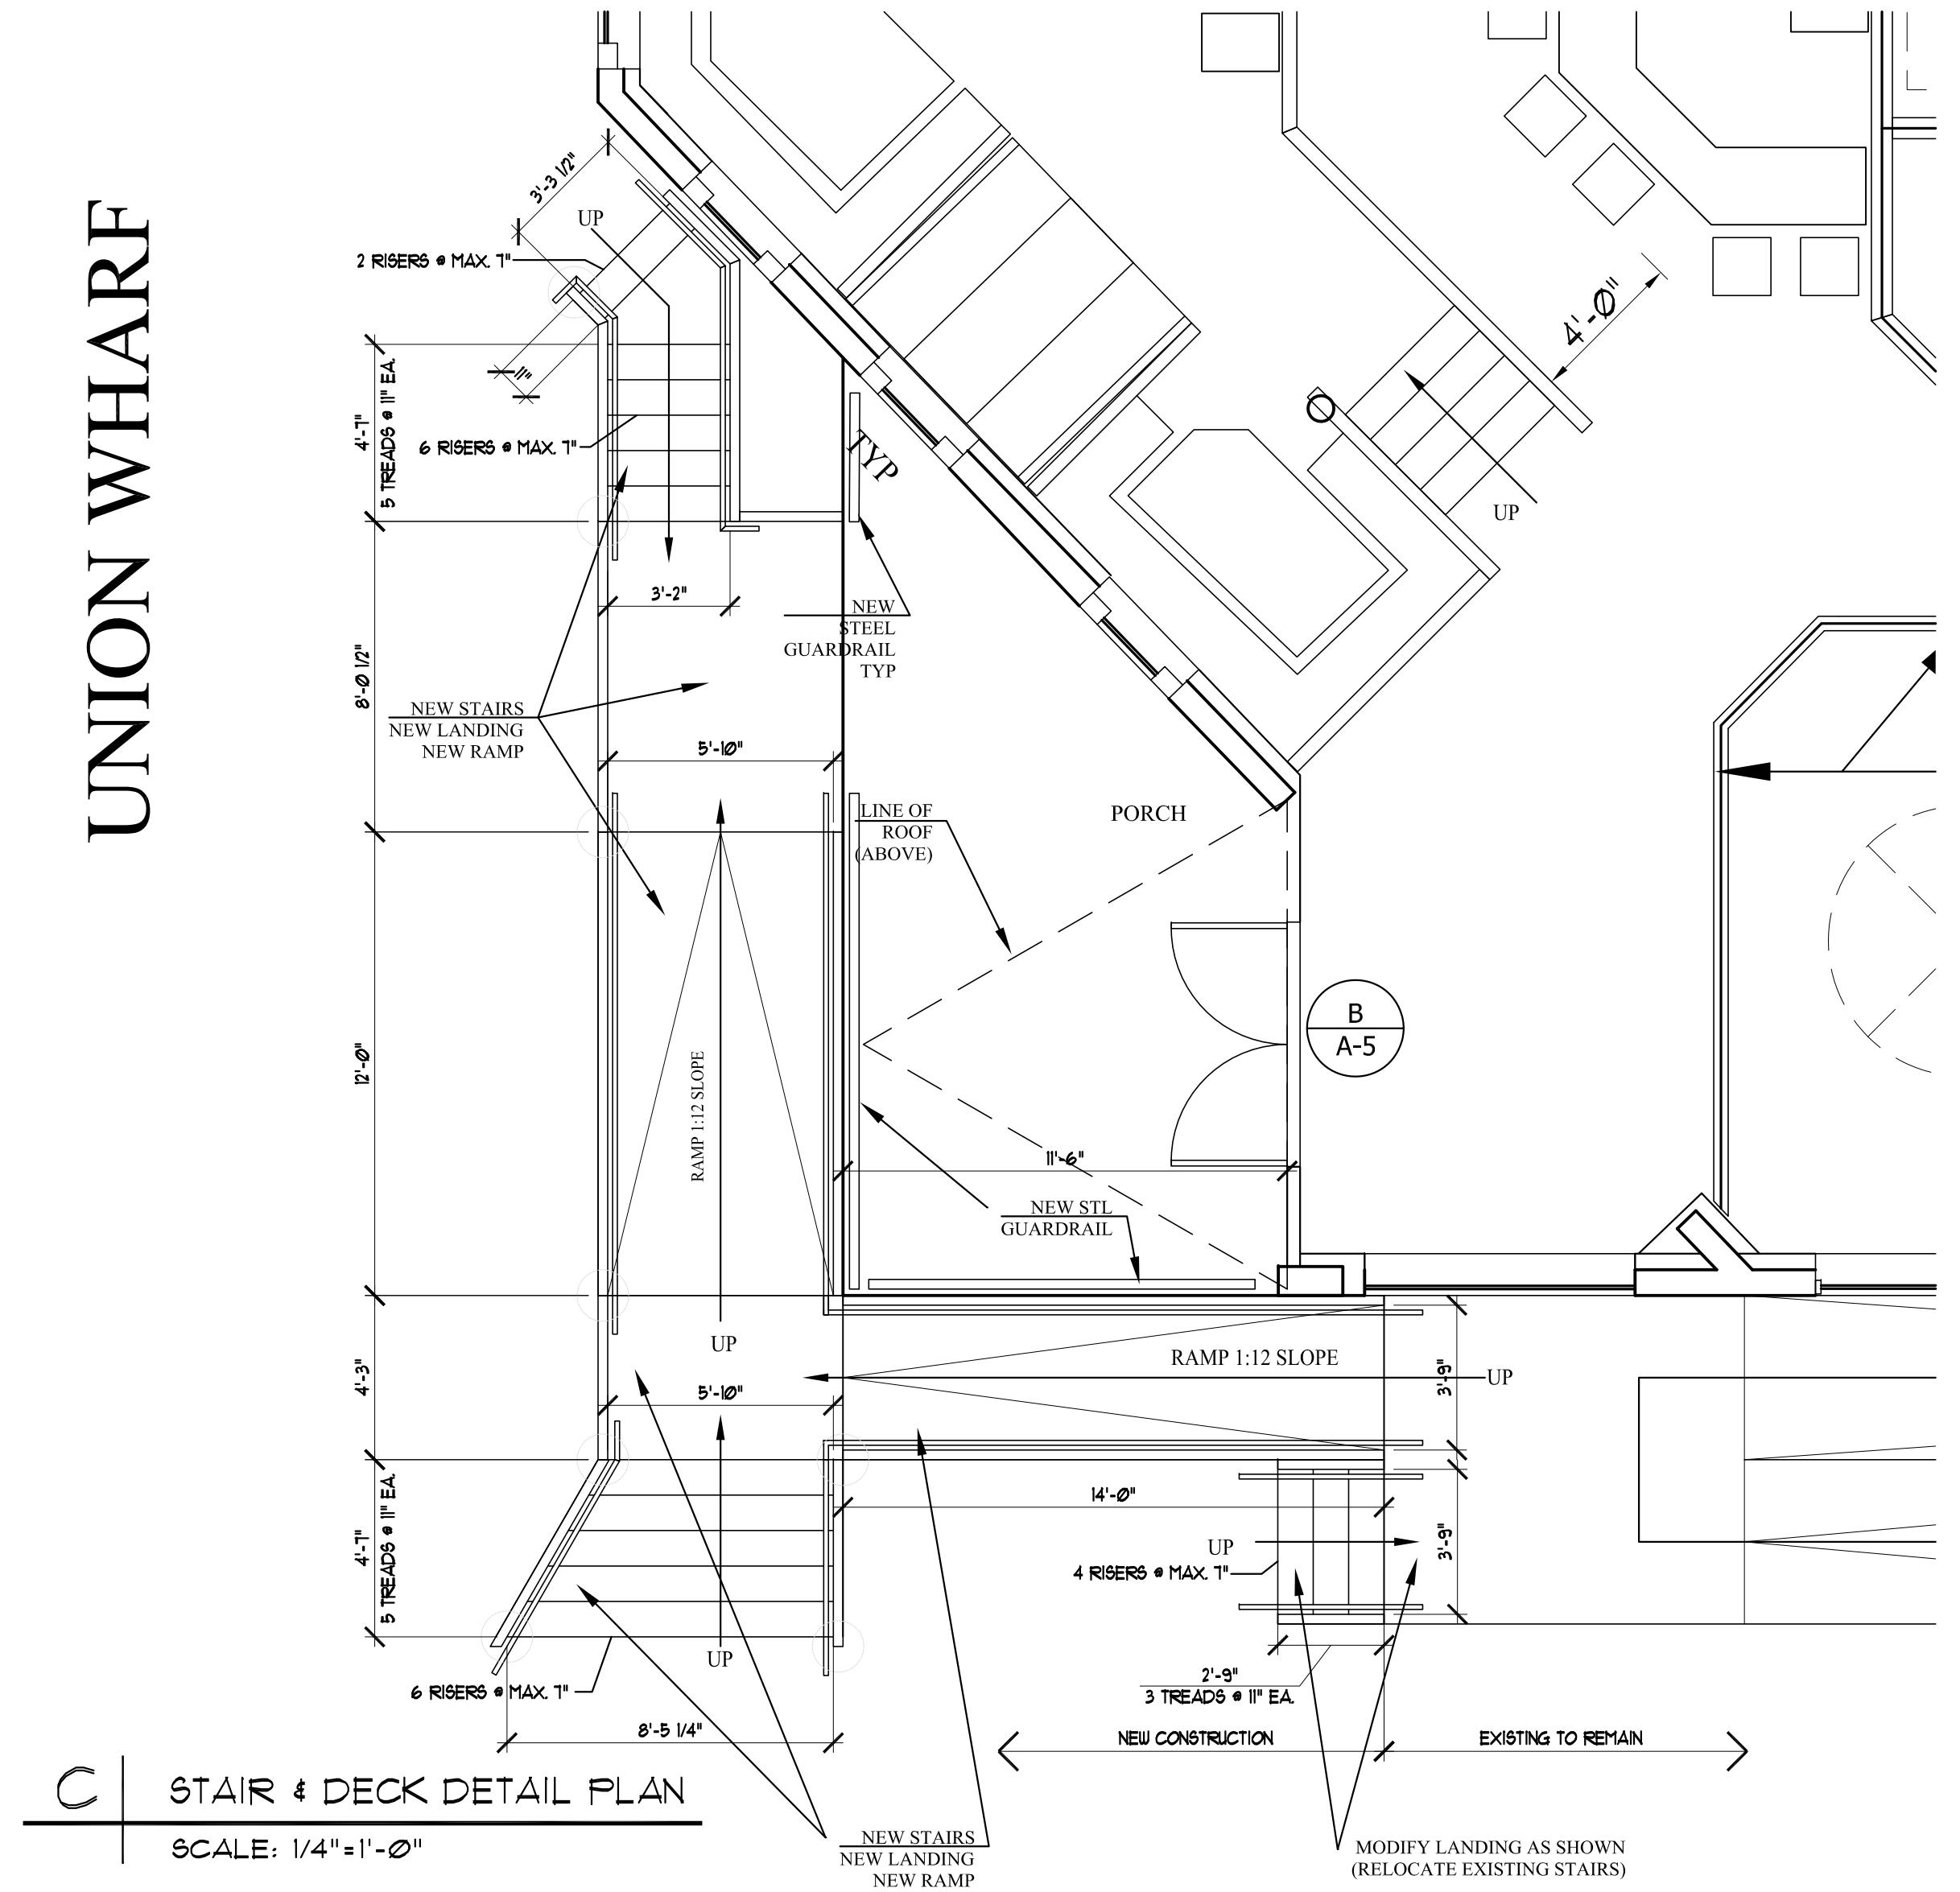 UNION WHARF
3'-3 1/2"
UP
2 RISERS @ MAX. 7"
11"
4'-7"
5 TREADS @ 11" EA.
6 RISERS @ MAX. 7"
TYP
4'-0"
UP
3'-2"
NEW
STEEL
GUARDRAIL
TYP
8'-0 1/2"
NEW STAIRS
NEW LANDING
NEW RAMP
5'-10"
LINE OF
ROOF
(ABOVE)
PORCH
12'-0"
RAMP 1:12 SLOPE
B
A-5
11'-6"
NEW STL
GUARDRAIL
UP
RAMP 1:12 SLOPE
UP
4'-3"
5'-10"
3'-9"
14'-0"
4'-7"
5 TREADS @ 11" EA.
UP
4 RISERS @ MAX. 7"
3'-9"
UP
6 RISERS @ MAX. 7"
2'-9"
3 TREADS @ 11" EA.
8'-5 1/4"
NEW CONSTRUCTION
EXISTING TO REMAIN
C
STAIR & DECK DETAIL PLAN
SCALE: 1/4"=1'-0"
NEW STAIRS
NEW LANDING
NEW RAMP
MODIFY LANDING AS SHOWN
(RELOCATE EXISTING STAIRS)